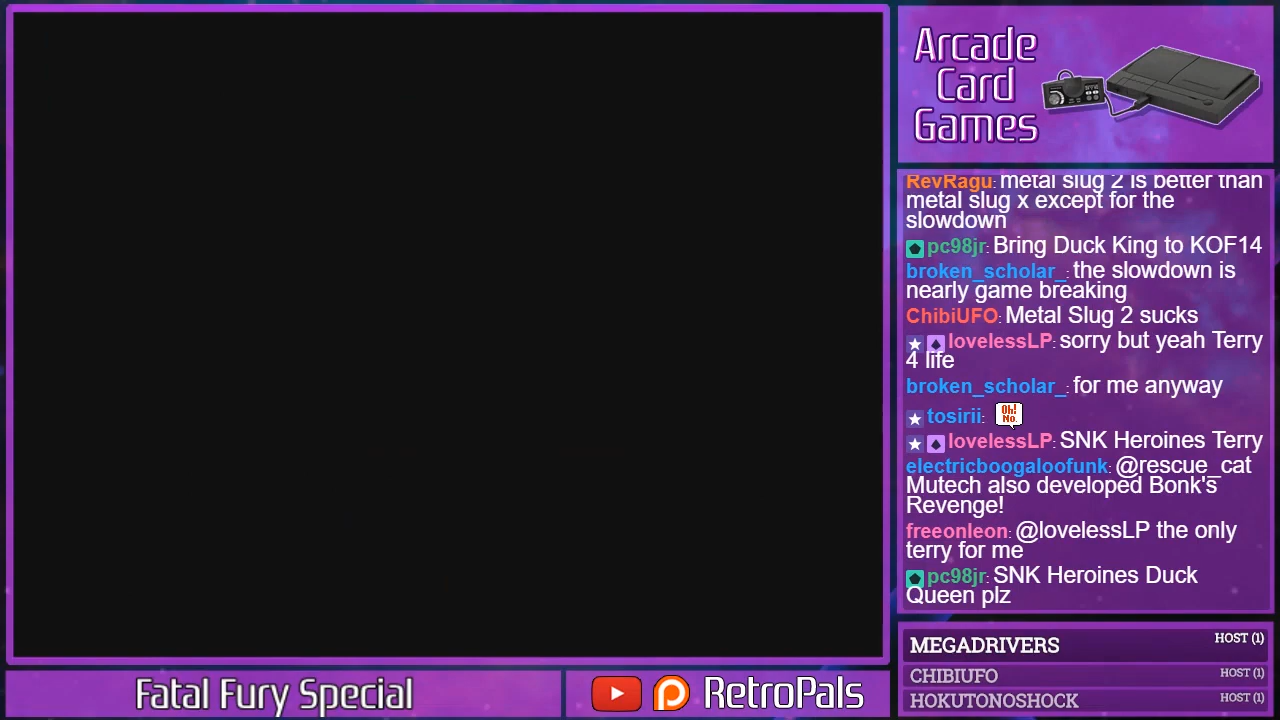 Arcade
Card
Games
RevRagu: metal slug 2 is better than
metal slug x except for the
slowdown
pc98jr: Bring Duck King to KOF14
broken_scholar_: the slowdown is
nearly game breaking
ChibiUFO: Metal Slug 2 sucks
lovelessLP: sorry but yeah Terry
4 life
broken_scholar_: for me anyway
tosirii: Oh!
No.
lovelessLP: SNK Heroines Terry
electricboogaloofunk: @rescue_cat
Mutech also developed Bonk's
Revenge!
freeonleon: @lovelessLP the only
terry for me
pc98jr: SNK Heroines Duck
Queen plz
MEGADRIVERS HOST (1)
CHIBIUFO HOST (1)
HOKUTONOSHOCK HOST (1)
Fatal Fury Special
RetroPals